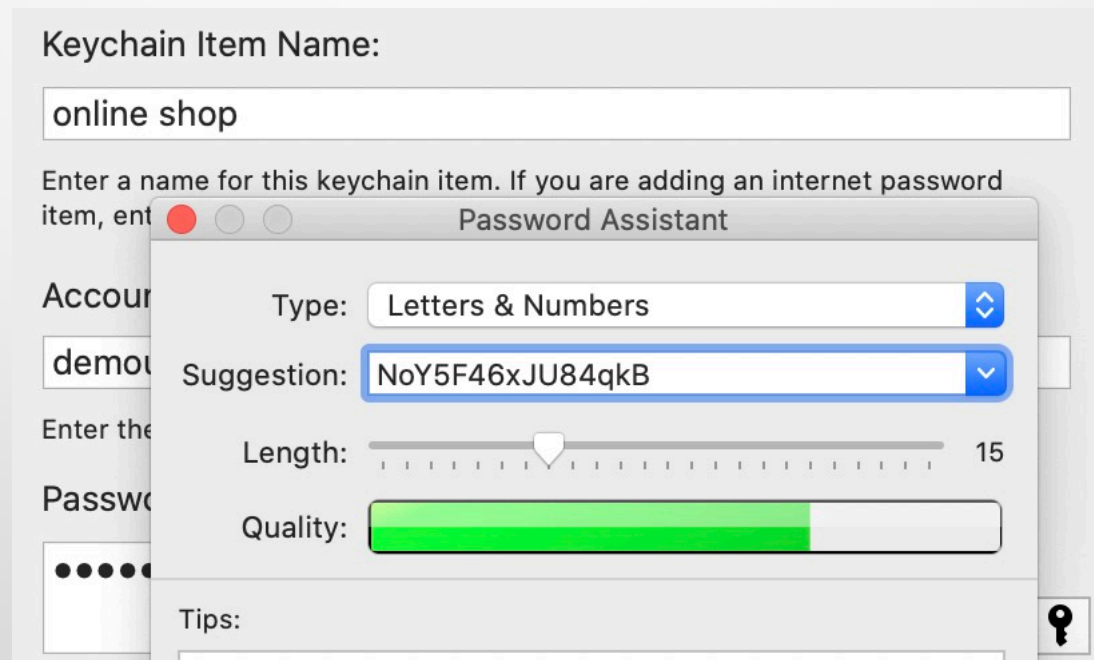 Keychain Item Name:
online shop
Enter a name for this keychain item. If you are adding an internet password
item, ent
Password Assistant
Accoun
Type: Letters & Numbers
demou
Suggestion: NoY5F46xJU84qkB
Enter the
Length: 15
Passwo
Quality:
•••••
Tips: